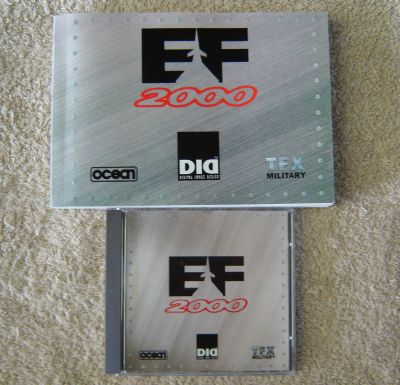 EF
2000
ocean
DID
DIGITAL IMAGE DESIGN
TFX
MILITARY
EF
2000
ocean
DID
TFX
MILITARY